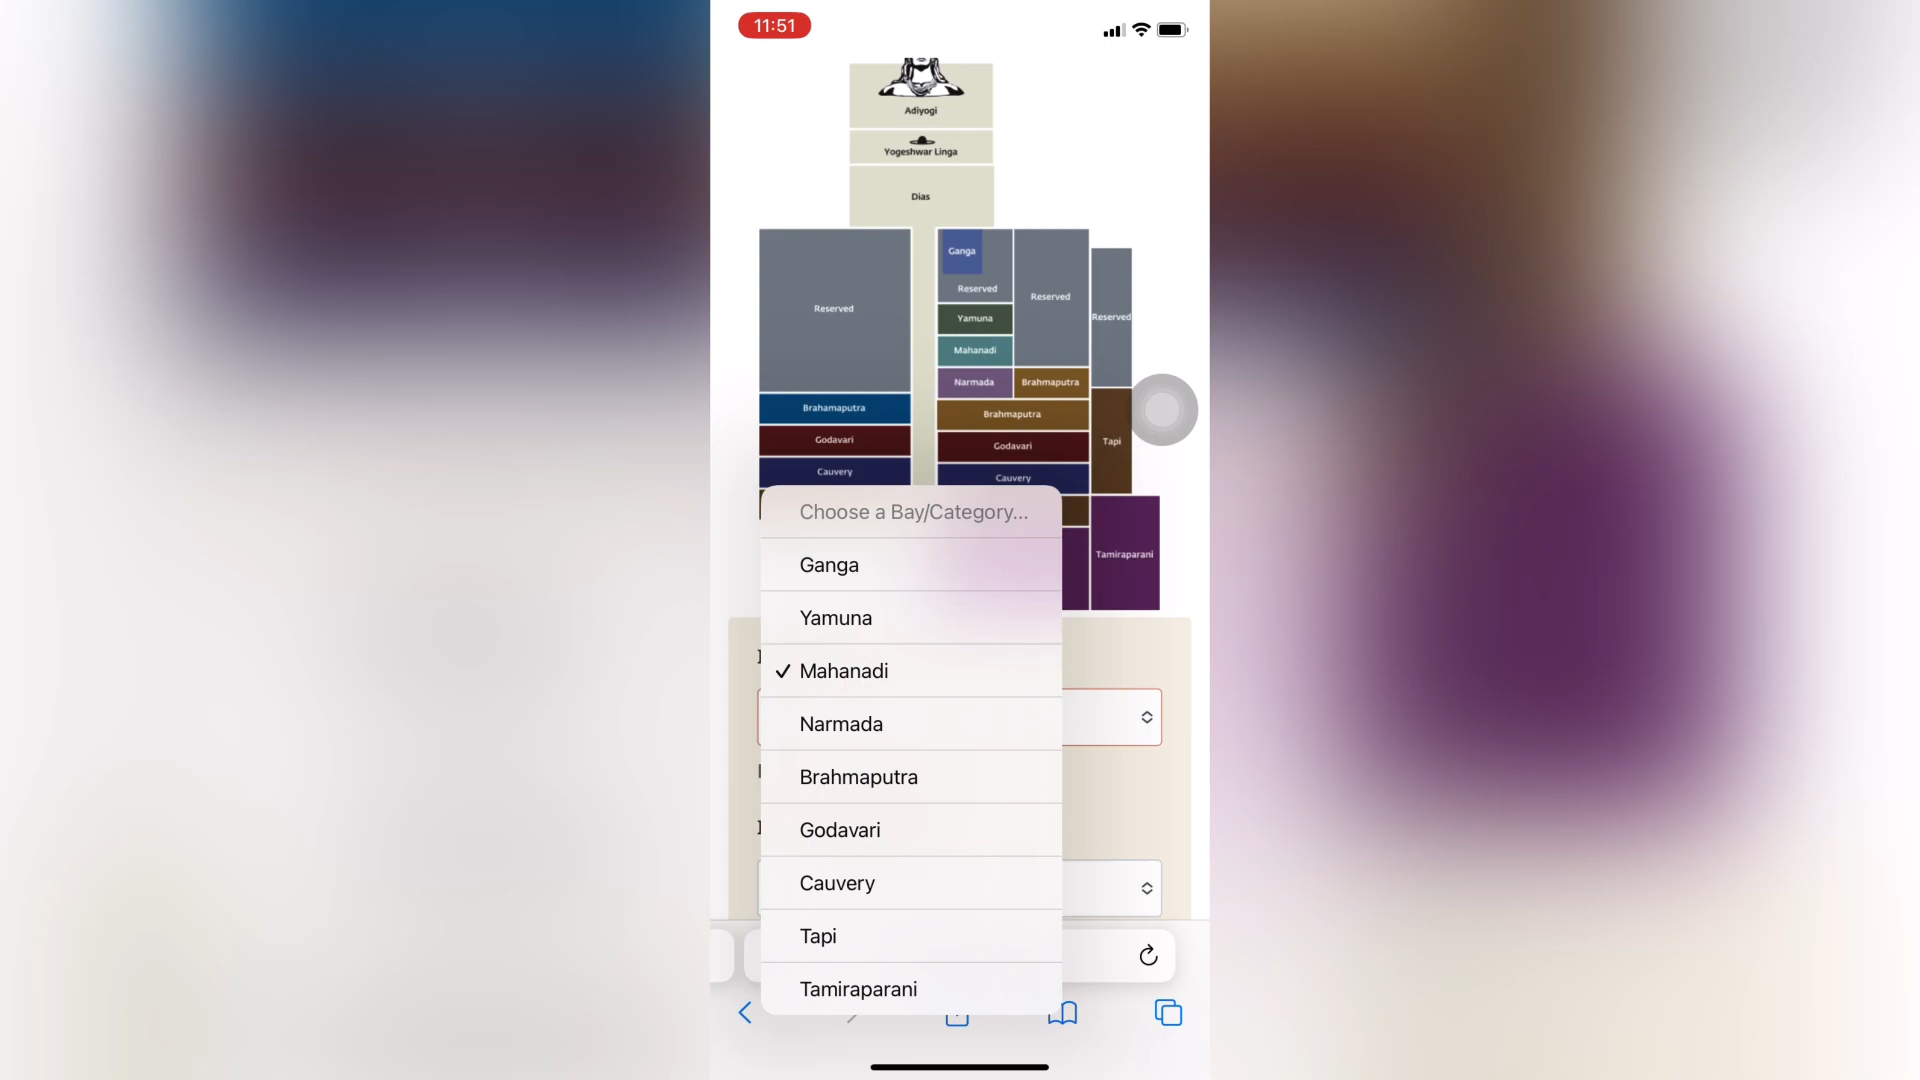 11:51
Adiyogi
Yogeshwar Linga
Dias
Ganga
Reserved
Reserved
Reserved
Reserved
Yamuna
Mahanadi
Narmada
Brahmaputra
Brahamaputra
Brahmaputra
Godavari
Godavari
Tapi
Cauvery
Cauvery
Tamiraparani
Choose a Bay/Category...
Ganga
Yamuna
✓ Mahanadi
Narmada
Brahmaputra
Godavari
Cauvery
Tapi
Tamiraparani